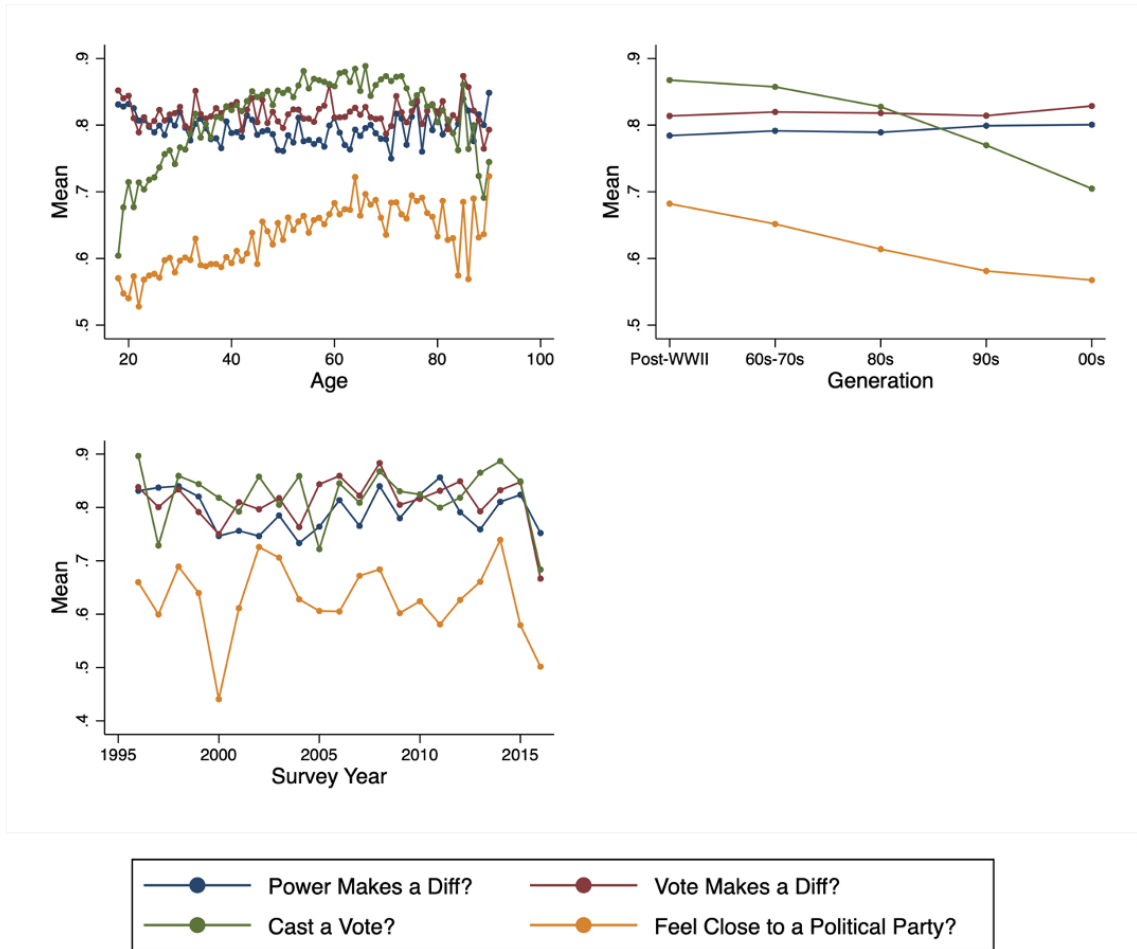 .9
.8
.7
.6
.5
Mean
20
40
60
80
100
Age
.9
.8
.7
.6
.5
Mean
Post-WWII
60s-70s
80s
90s
00s
Generation
.9
.8
.7
.6
.5
.4
Mean
1995
2000
2005
2010
2015
Survey Year
Power Makes a Diff?
Vote Makes a Diff?
Cast a Vote?
Feel Close to a Political Party?